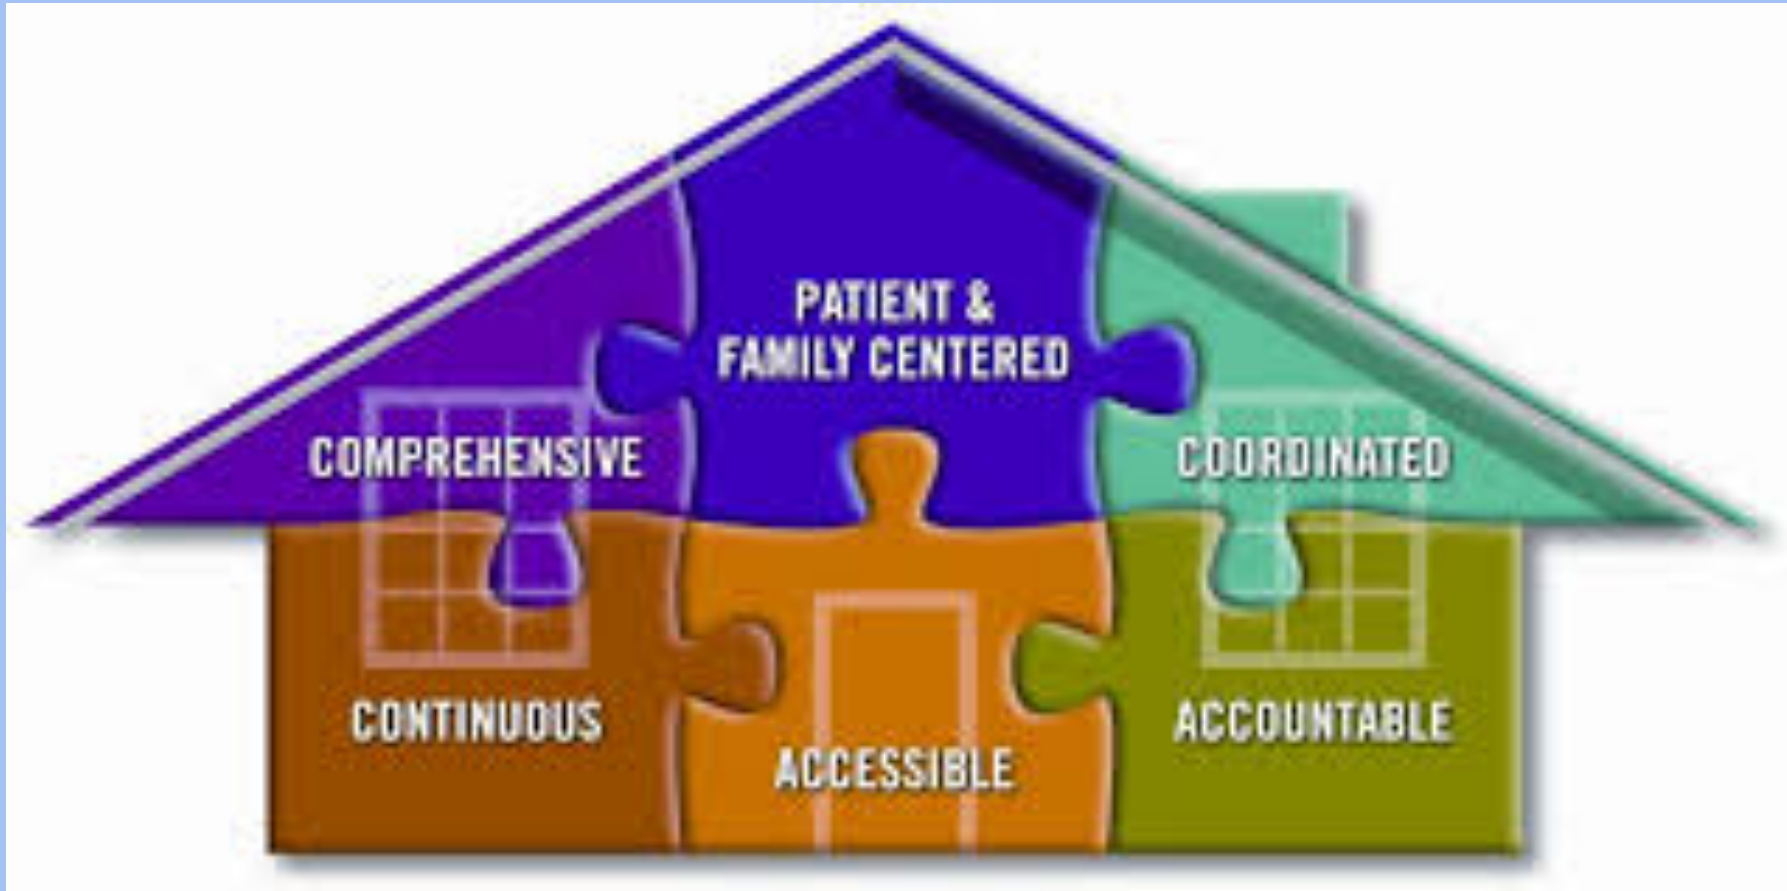 PATIENT &
FAMILY CENTERED
COMPREHENSIVE
COORDINATED
CONTINUOUS
ACCESSIBLE
ACCOUNTABLE